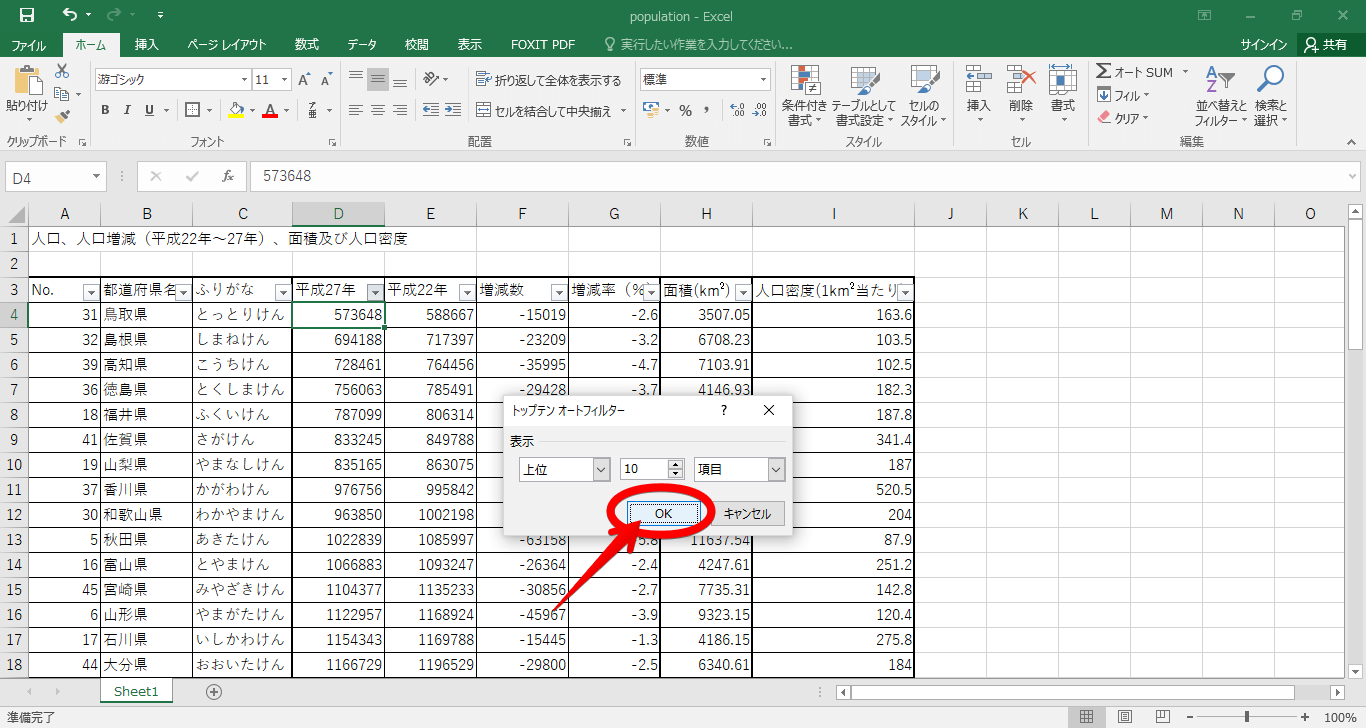 population - Excel
ファイル ホーム 挿入 ページ レイアウト 数式 データ 校閲 表示 FOXIT PDF 実行したい作業を入力してください... サインイン 共有
貼り付け
クリップボード
游ゴシック 11
B I U
フォント
折り返して全体を表示する
セルを結合して中央揃え
配置
標準
数値
条件付き書式
テーブルとして書式設定
セルのスタイル
スタイル
挿入 削除 書式
セル
Σ オート SUM
フィル
クリア
並べ替えとフィルター
検索と選択
編集
D4 fx 573648
A B C D E F G H I J K L M N O
1 人口、人口増減（平成22年～27年）、面積及び人口密度
2
3 No. 都道府県名 ふりがな 平成27年 平成22年 増減数 増減率（%） 面積(km²) 人口密度(1km²当たり
4 31 鳥取県 とっとりけん 573648 588667 -15019 -2.6 3507.05 163.6
5 32 島根県 しまねけん 694188 717397 -23209 -3.2 6708.23 103.5
6 39 高知県 こうちけん 728461 764456 -35995 -4.7 7103.91 102.5
7 36 徳島県 とくしまけん 756063 785491 -29428 -3.7 4146.93 182.3
8 18 福井県 ふくいけん 787099 806314 187.8
9 41 佐賀県 さがけん 833245 849788 341.4
10 19 山梨県 やまなしけん 835165 863075 187
11 37 香川県 かがわけん 976756 995842 520.5
12 30 和歌山県 わかやまけん 963850 1002198 204
13 5 秋田県 あきたけん 1022839 1085997 -63158 5.8 11637.54 87.9
14 16 富山県 とやまけん 1066883 1093247 -26364 -2.4 4247.61 251.2
15 45 宮崎県 みやざきけん 1104377 1135233 -30856 -2.7 7735.31 142.8
16 6 山形県 やまがたけん 1122957 1168924 -45967 -3.9 9323.15 120.4
17 17 石川県 いしかわけん 1154343 1169788 -15445 -1.3 4186.15 275.8
18 44 大分県 おおいたけん 1166729 1196529 -29800 -2.5 6340.61 184
トップテン オートフィルター ?
表示
上位 10 項目
OK キャンセル
Sheet1
準備完了 100%